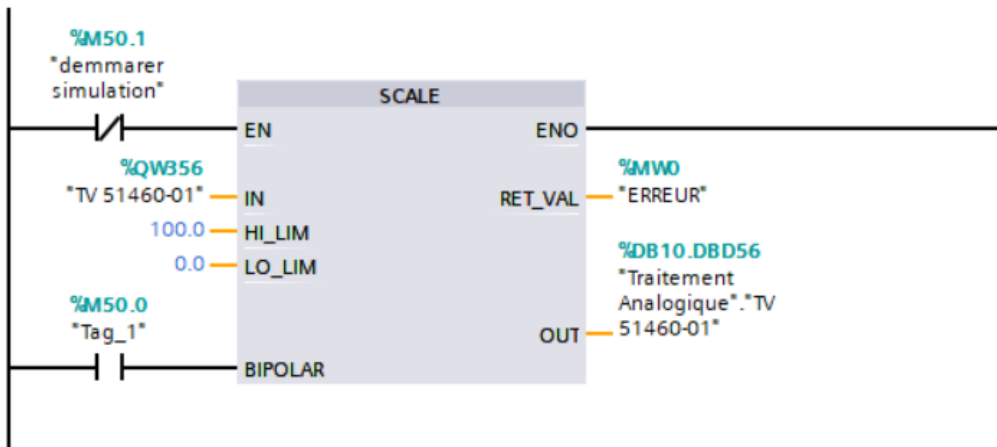 %M50.1
"demmarer
simulation"
SCALE
EN
ENO
%QW356
"TV 51460-01"
IN
%MW0
RET_VAL
"ERREUR"
100.0
HI_LIM
0.0
LO_LIM
%DB10.DBD56
"Traitement
Analogique"."TV
51460-01"
OUT
%M50.0
"Tag_1"
BIPOLAR